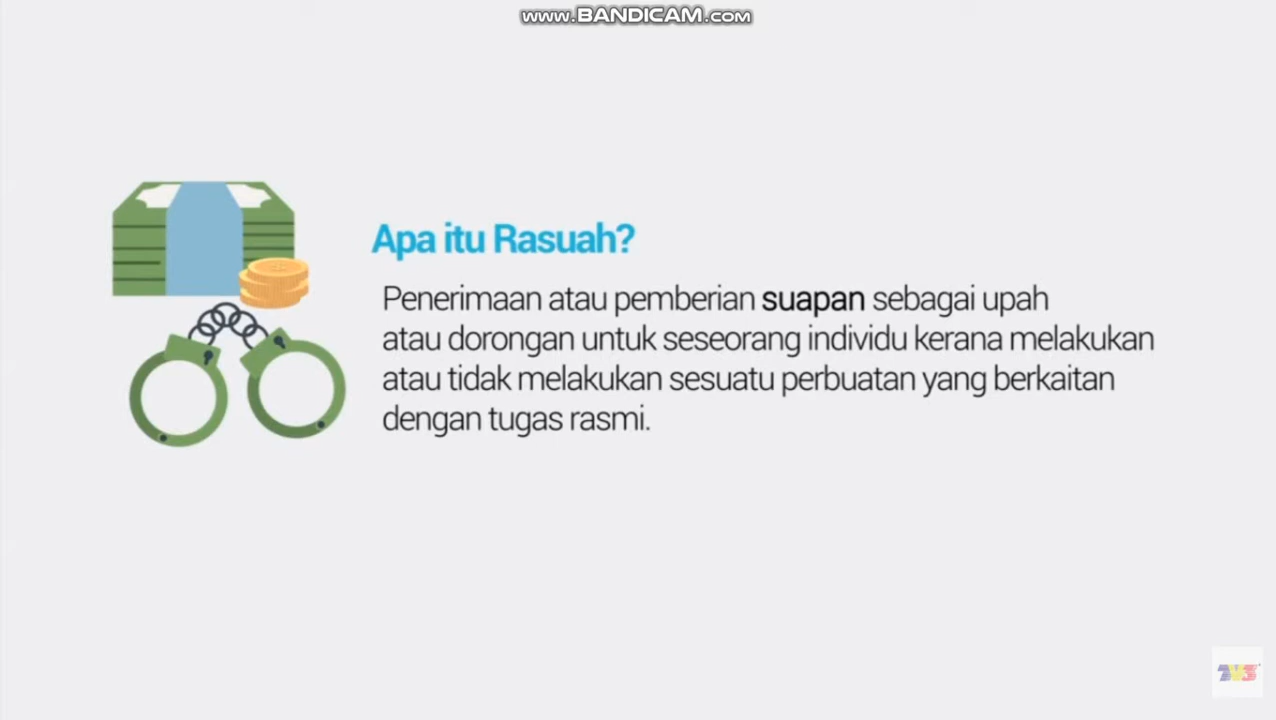 www.BANDICAM.com
Apa itu Rasuah?
Penerimaan atau pemberian suapan sebagai upah
atau dorongan untuk seseorang individu kerana melakukan
atau tidak melakukan sesuatu perbuatan yang berkaitan
dengan tugas rasmi.
TV3